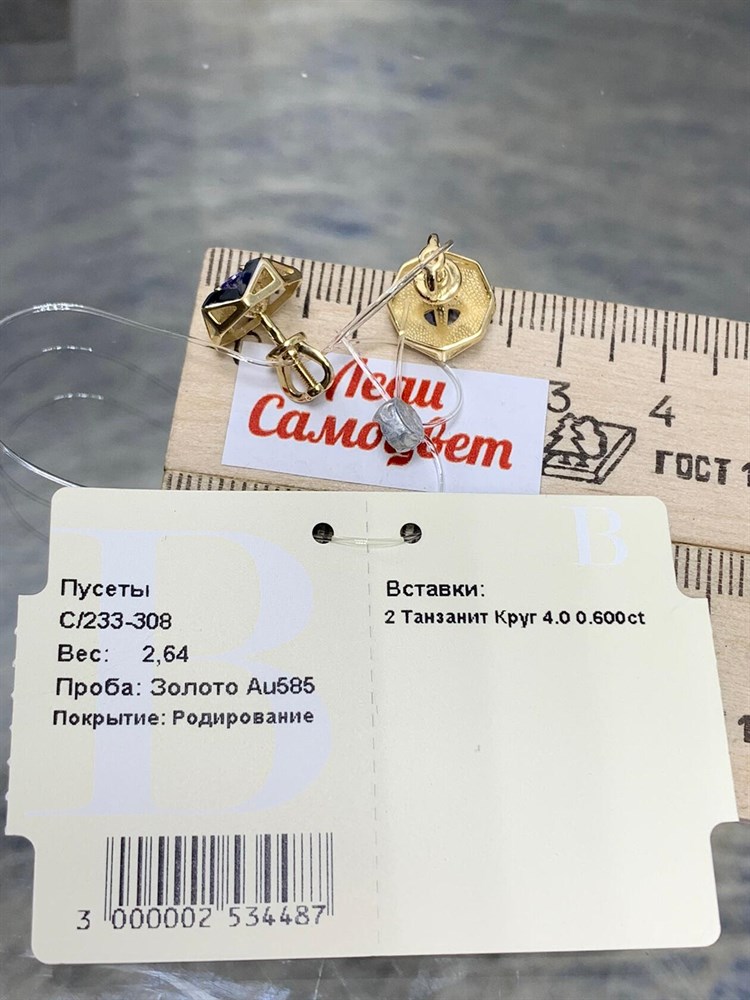 3
4
Леди
Самоцвет
ГОСТ 1
B
Пусеты
С/233-308
Вес: 2,64
Проба: Золото Au585
Покрытие: Родирование
3 000002 534487
B
Вставки:
2 Танзанит Круг 4.0 0.600ct
1